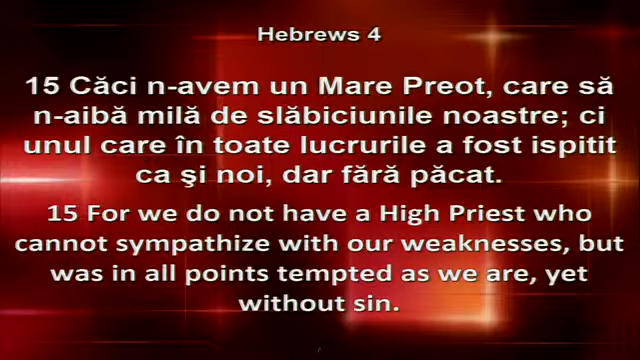 Hebrews 4
15 Căci n-avem un Mare Preot, care să
n-aibă milă de slăbiciunile noastre; ci
unul care în toate lucrurile a fost ispitit
ca şi noi, dar fără păcat.
15 For we do not have a High Priest who
cannot sympathize with our weaknesses, but
was in all points tempted as we are, yet
without sin.